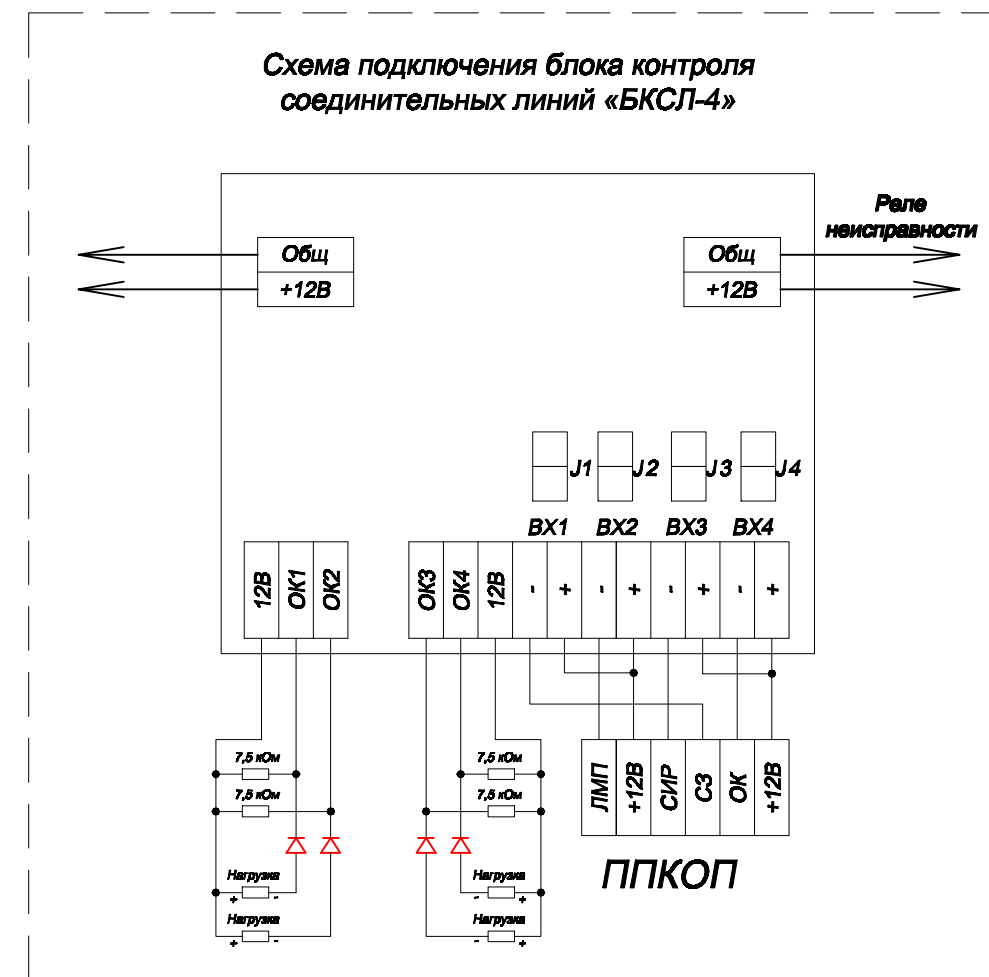 Схема подключения блока контроля
соединительных линий «БКСЛ-4»
Реле
неисправности
Общ
+12В
Общ
+12В
J1
J2
J3
J4
ВХ1
ВХ2
ВХ3
ВХ4
12В
ОК1
ОК2
ОК3
ОК4
12В
-
+
-
+
-
+
-
+
7,5 кОм
7,5 кОм
7,5 кОм
7,5 кОм
ЛМП
+12В
СИР
СЗ
ОК
+12В
ППКОП
Нагрузка
+ -
Нагрузка
+ -
Нагрузка
- +
Нагрузка
- +